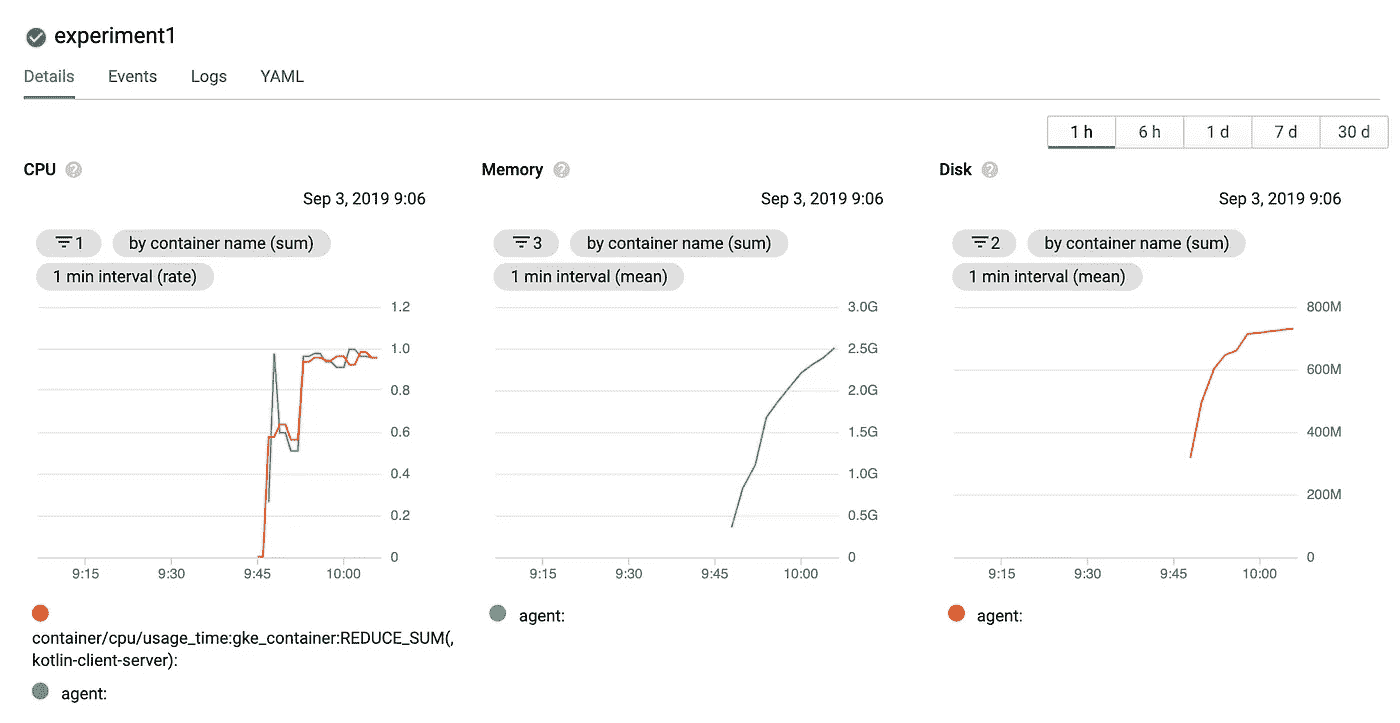 experiment1
Details Events Logs YAML
1 h 6 h 1 d 7 d 30 d
CPU ?
Sep 3, 2019 9:06
1 by container name (sum)
1 min interval (rate)
1.2
1.0
0.8
0.6
0.4
0.2
0
9:15 9:30 9:45 10:00
container/cpu/usage_time:gke_container:REDUCE_SUM(,
kotlin-client-server):
agent:
Memory ?
Sep 3, 2019 9:06
3 by container name (sum)
1 min interval (mean)
3.0G
2.5G
2.0G
1.5G
1.0G
0.5G
0
9:15 9:30 9:45 10:00
agent:
Disk ?
Sep 3, 2019 9:06
2 by container name (sum)
1 min interval (mean)
800M
600M
400M
200M
0
9:15 9:30 9:45 10:00
agent: